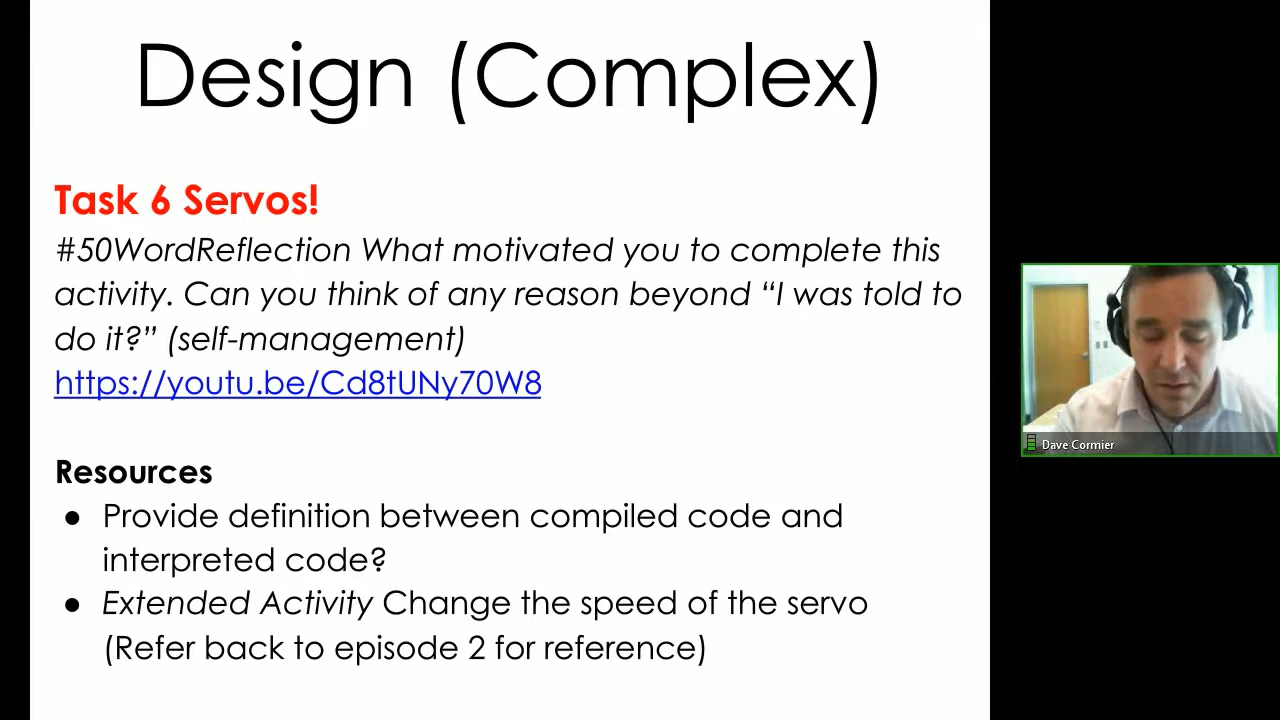 Design (Complex)
Task 6 Servos!
#50WordReflection What motivated you to complete this
activity. Can you think of any reason beyond “I was told to
do it?” (self-management)
https://youtu.be/Cd8tUNy70W8
Resources
● Provide definition between compiled code and
interpreted code?
● Extended Activity Change the speed of the servo
(Refer back to episode 2 for reference)
Dave Cormier